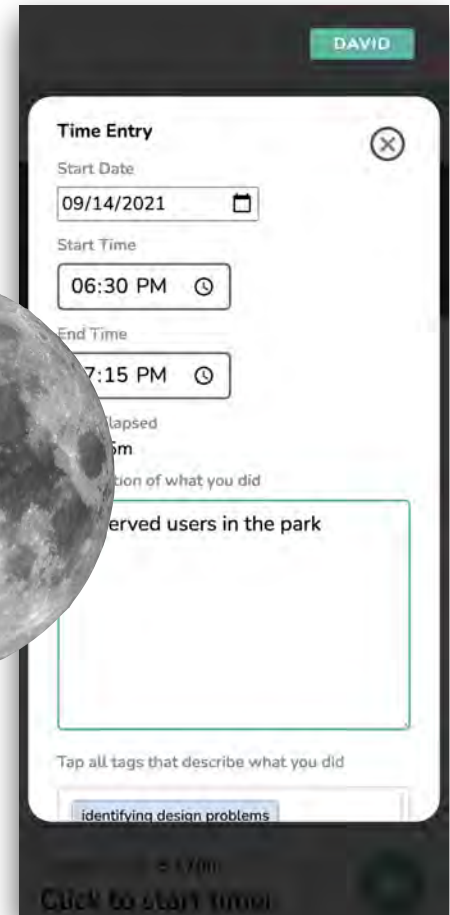 DAVID
Time Entry
Start Date
09/14/2021
Start Time
06:30 PM
End Time
7:15 PM
lapsed
5m
tion of what you did
erved users in the park
Tap all tags that describe what you did
identifying design problems
Click to start timer